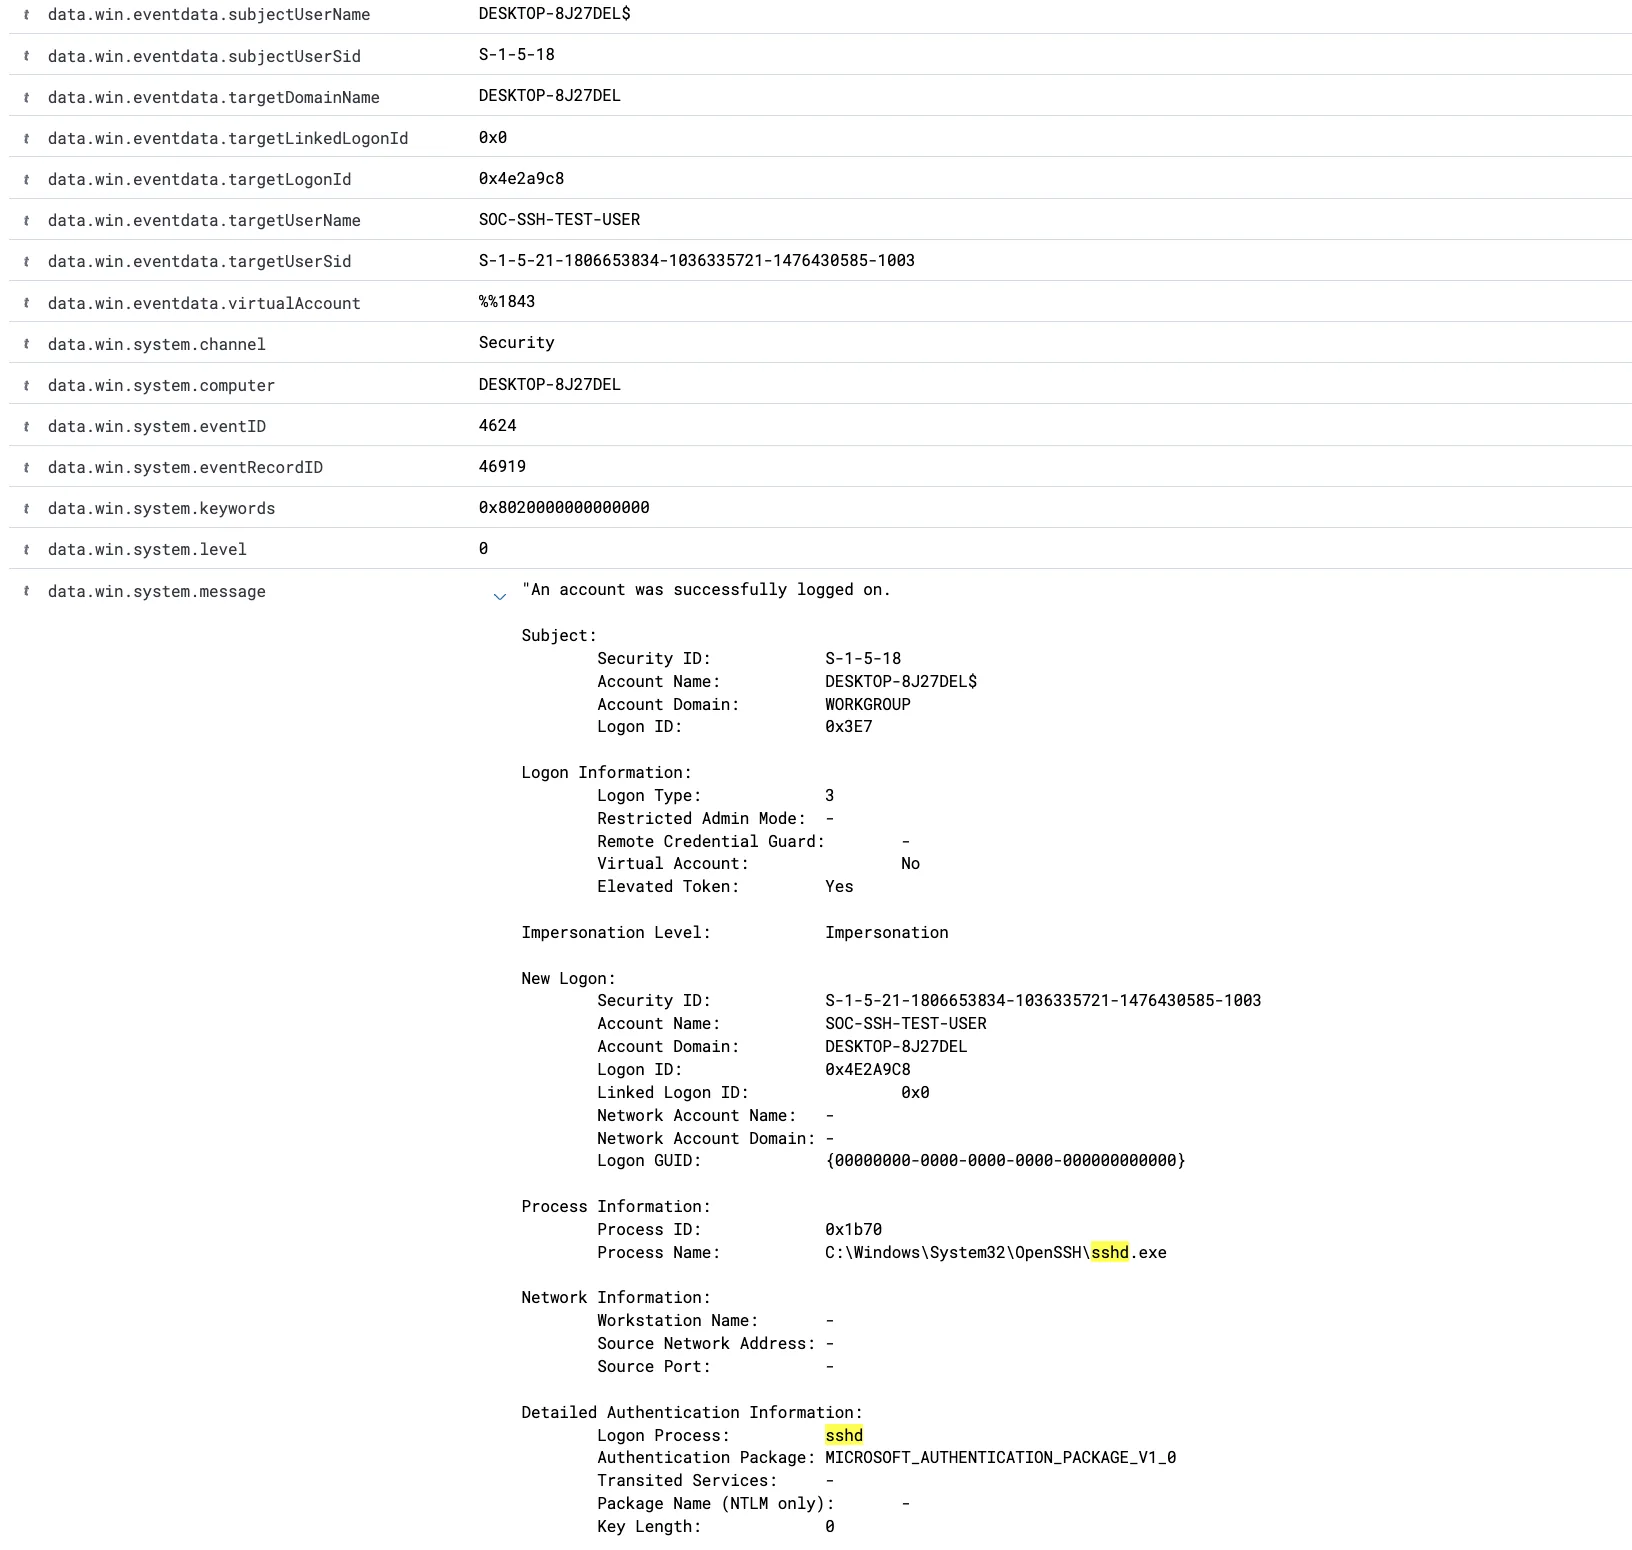 t data.win.eventdata.subjectUserName DESKTOP-8J27DEL$
t data.win.eventdata.subjectUserSid S-1-5-18
t data.win.eventdata.targetDomainName DESKTOP-8J27DEL
t data.win.eventdata.targetLinkedLogonId 0x0
t data.win.eventdata.targetLogonId 0x4e2a9c8
t data.win.eventdata.targetUserName SOC-SSH-TEST-USER
t data.win.eventdata.targetUserSid S-1-5-21-1806653834-1036335721-1476430585-1003
t data.win.eventdata.virtualAccount %%1843
t data.win.system.channel Security
t data.win.system.computer DESKTOP-8J27DEL
t data.win.system.eventID 4624
t data.win.system.eventRecordID 46919
t data.win.system.keywords 0x8020000000000000
t data.win.system.level 0
t data.win.system.message "An account was successfully logged on.
Subject:
Security ID: S-1-5-18
Account Name: DESKTOP-8J27DEL$
Account Domain: WORKGROUP
Logon ID: 0x3E7
Logon Information:
Logon Type: 3
Restricted Admin Mode: -
Remote Credential Guard: -
Virtual Account: No
Elevated Token: Yes
Impersonation Level: Impersonation
New Logon:
Security ID: S-1-5-21-1806653834-1036335721-1476430585-1003
Account Name: SOC-SSH-TEST-USER
Account Domain: DESKTOP-8J27DEL
Logon ID: 0x4E2A9C8
Linked Logon ID: 0x0
Network Account Name: -
Network Account Domain: -
Logon GUID: {00000000-0000-0000-0000-000000000000}
Process Information:
Process ID: 0x1b70
Process Name: C:\Windows\System32\OpenSSH\sshd.exe
Network Information:
Workstation Name: -
Source Network Address: -
Source Port: -
Detailed Authentication Information:
Logon Process: sshd
Authentication Package: MICROSOFT_AUTHENTICATION_PACKAGE_V1_0
Transited Services: -
Package Name (NTLM only): -
Key Length: 0